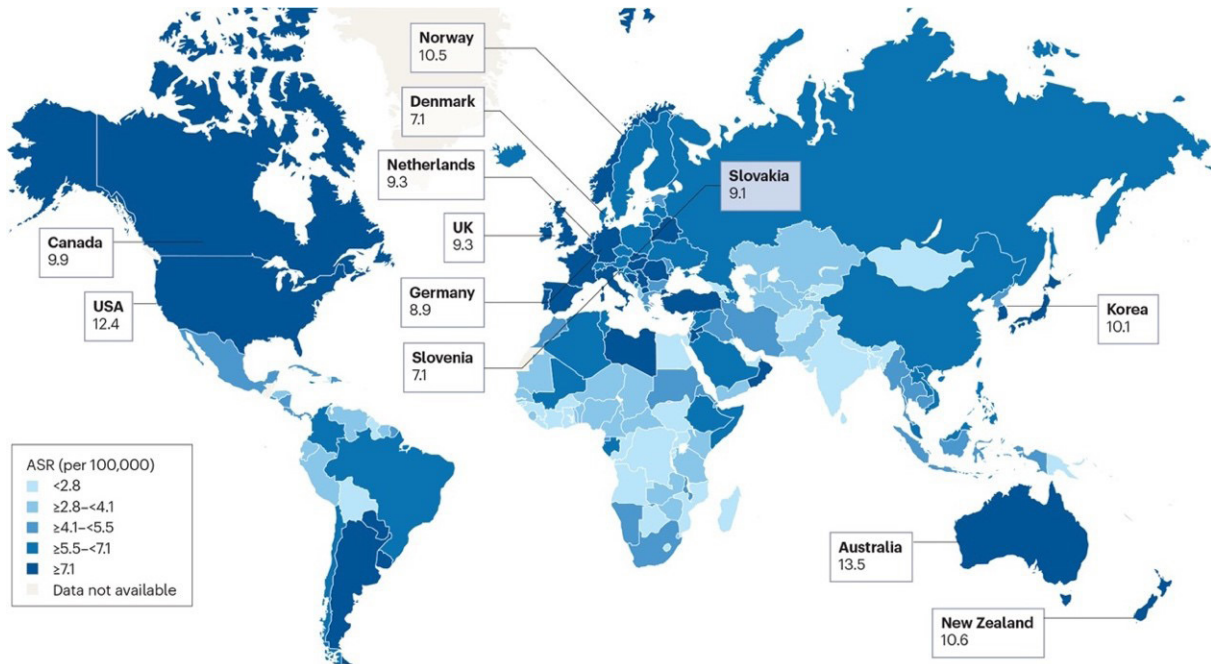 Norway
10.5
Denmark
7.1
Netherlands
9.3
Slovakia
9.1
UK
9.3
Canada
9.9
USA
12.4
Germany
8.9
Korea
10.1
Slovenia
7.1
ASR (per 100,000)
<2.8
≥2.8–<4.1
≥4.1–<5.5
≥5.5–<7.1
≥7.1
Data not available
Australia
13.5
New Zealand
10.6